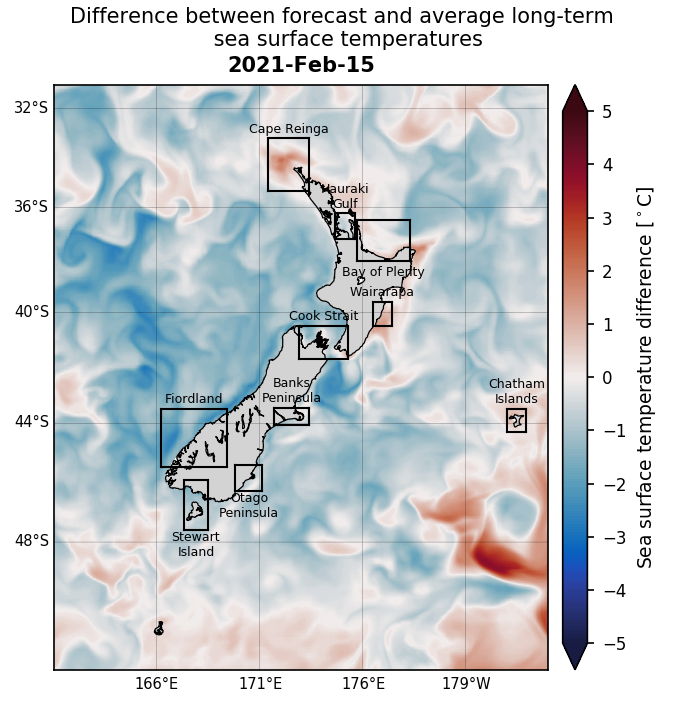 Difference between forecast and average long-term
sea surface temperatures
2021-Feb-15
32°S
36°S
40°S
44°S
48°S
166°E
171°E
176°E
179°W
Cape Reinga
Hauraki
Gulf
Bay of Plenty
Wairarapa
Cook Strait
Banks
Peninsula
Fiordland
Chatham
Islands
Otago
Peninsula
Stewart
Island
5
4
3
2
1
0
−1
−2
−3
−4
−5
Sea surface temperature difference [°C]